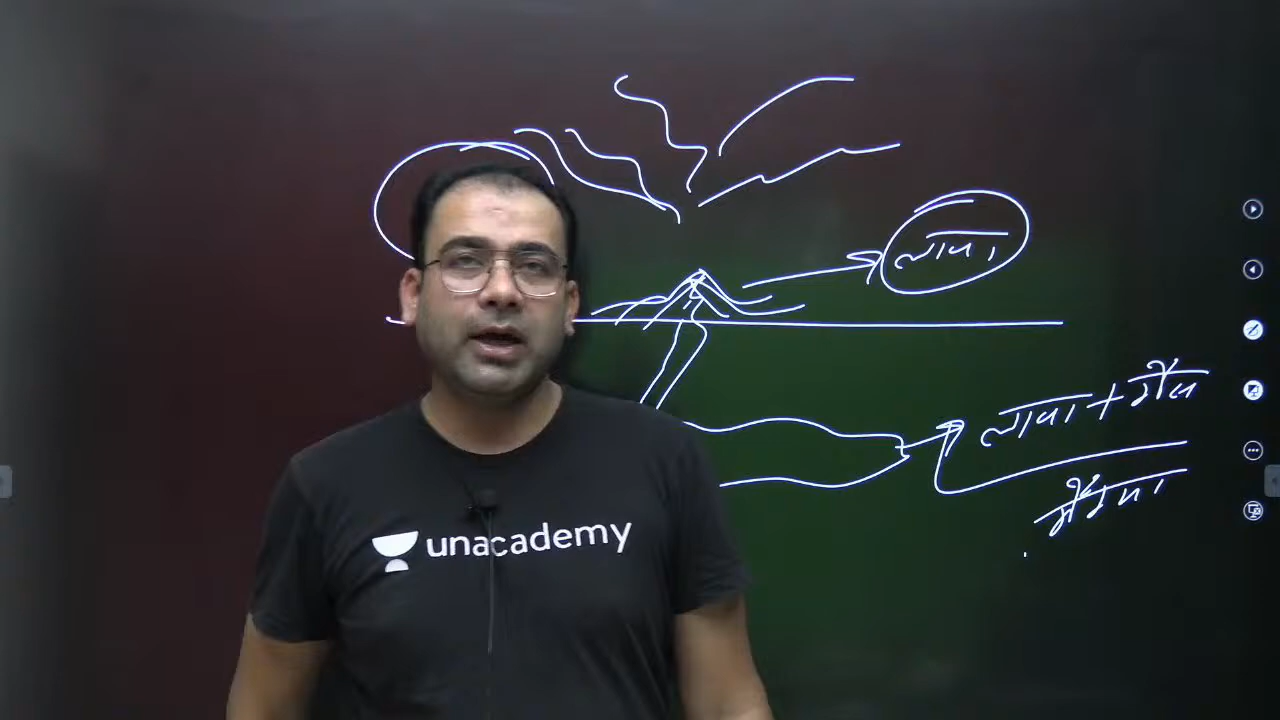 लावा
लावा + गैस
मैग्मा
unacademy